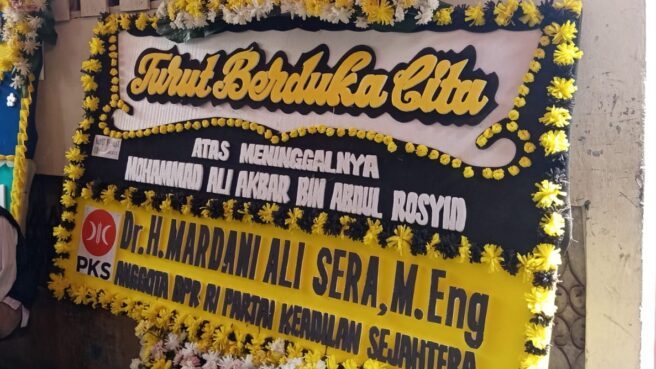 Turut Berduka Cita
ATAS MENINGGALNYA
MOHAMMAD ALI AKBAR BIN ABDUL ROSYID
Dr.H.MARDANI ALI SERA,M.Eng
PKS
ANGGOTA DPR RI PARTAI KEADILAN SEJAHTERA